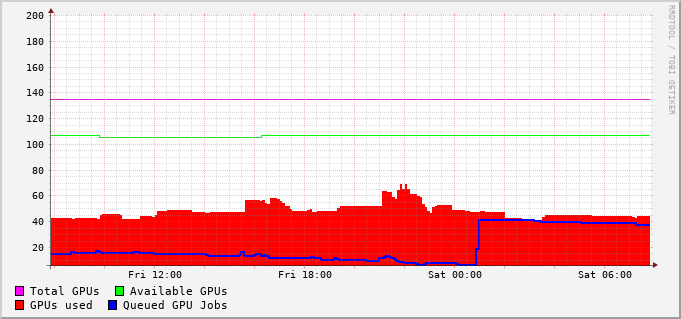 200
180
160
140
120
100
80
60
40
20
Fri 12:00 Fri 18:00 Sat 00:00 Sat 06:00
Total GPUs Available GPUs
GPUs used Queued GPU Jobs
RRDTOOL / TOBI OETIKER